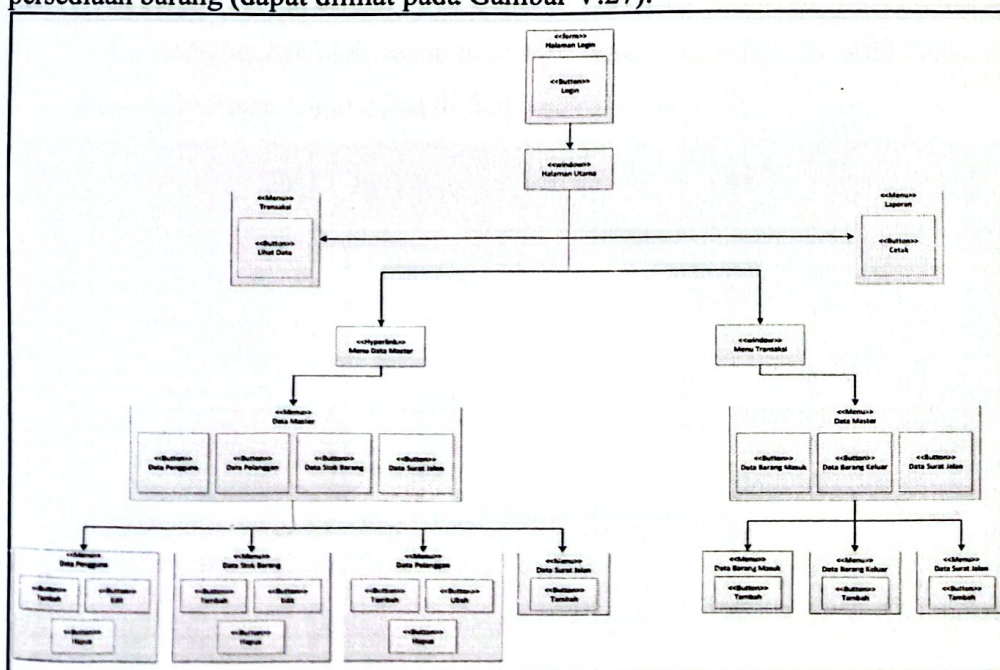 persediaan barang (dapat dilihat pada Gambar V.27).
<<form>>
Halaman Login
<<Button>>
Login
<<window>>
Halaman Utama
<<Menu>>
Transaksi
<<Button>>
Lihat Data
<<Menu>>
Laporan
<<Button>>
Cetak
<<Hyperlink>>
Menu Data Master
<<window>>
Menu Transaksi
<<Menu>>
Data Master
<<Button>>
Data Pengguna
<<Button>>
Data Pelanggan
<<Button>>
Data Stok Barang
<<Button>>
Data Surat Jalan
<<Menu>>
Data Master
<<Button>>
Data Barang Masuk
<<Button>>
Data Barang Keluar
<<Button>>
Data Surat Jalan
<<Menu>>
Data Pengguna
<<Button>>
Tambah
<<Button>>
Edit
<<Button>>
Hapus
<<Menu>>
Data Stok Barang
<<Button>>
Tambah
<<Button>>
Edit
<<Button>>
Hapus
<<Menu>>
Data Pelanggan
<<Button>>
Tambah
<<Button>>
Ubah
<<Button>>
Hapus
<<Menu>>
Data Surat Jalan
<<Button>>
Tambah
<<Menu>>
Data Barang Masuk
<<Button>>
Tambah
<<Menu>>
Data Barang Keluar
<<Button>>
Tambah
<<Menu>>
Data Surat Jalan
<<Button>>
Tambah